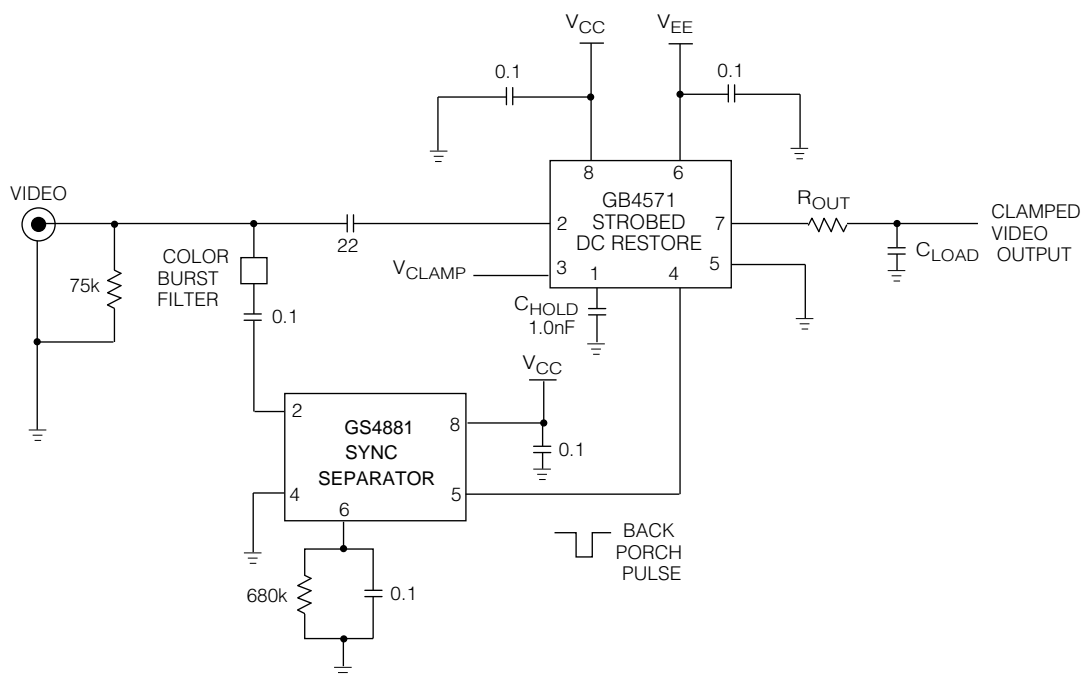 VCC
VEE
0.1
0.1
8
6
VIDEO
GB4571
STROBED
DC RESTORE
2
7
ROUT
CLAMPED
VIDEO
OUTPUT
22
COLOR
BURST
FILTER
VCLAMP
3
1
4
5
CLOAD
75k
0.1
CHOLD
1.0nF
VCC
2
GS4881
SYNC
SEPARATOR
8
0.1
4
6
5
BACK
PORCH
PULSE
680k
0.1